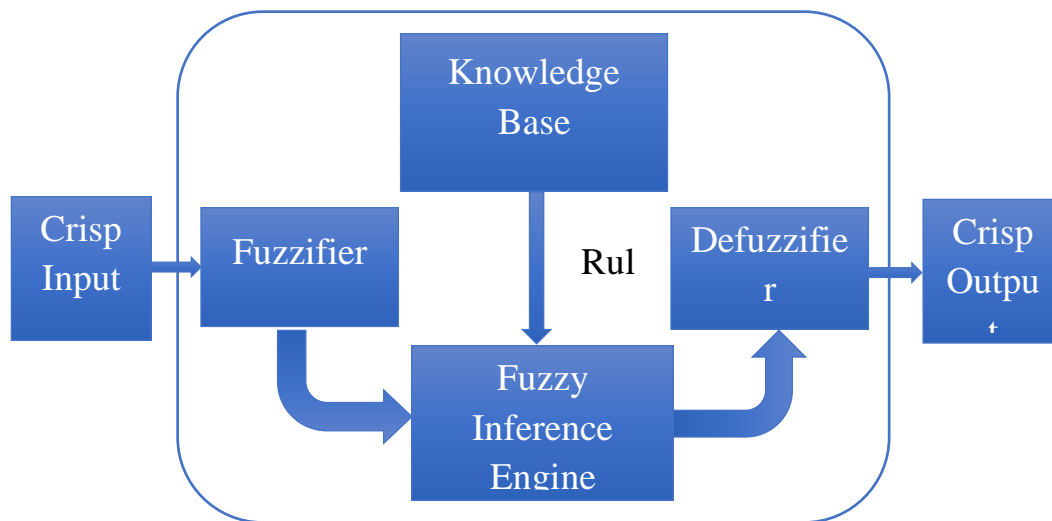 Knowledge
Base
Crisp
Input
Fuzzifier
Rul
Defuzzifie
r
Crisp
Outpu
t
Fuzzy
Inference
Engine